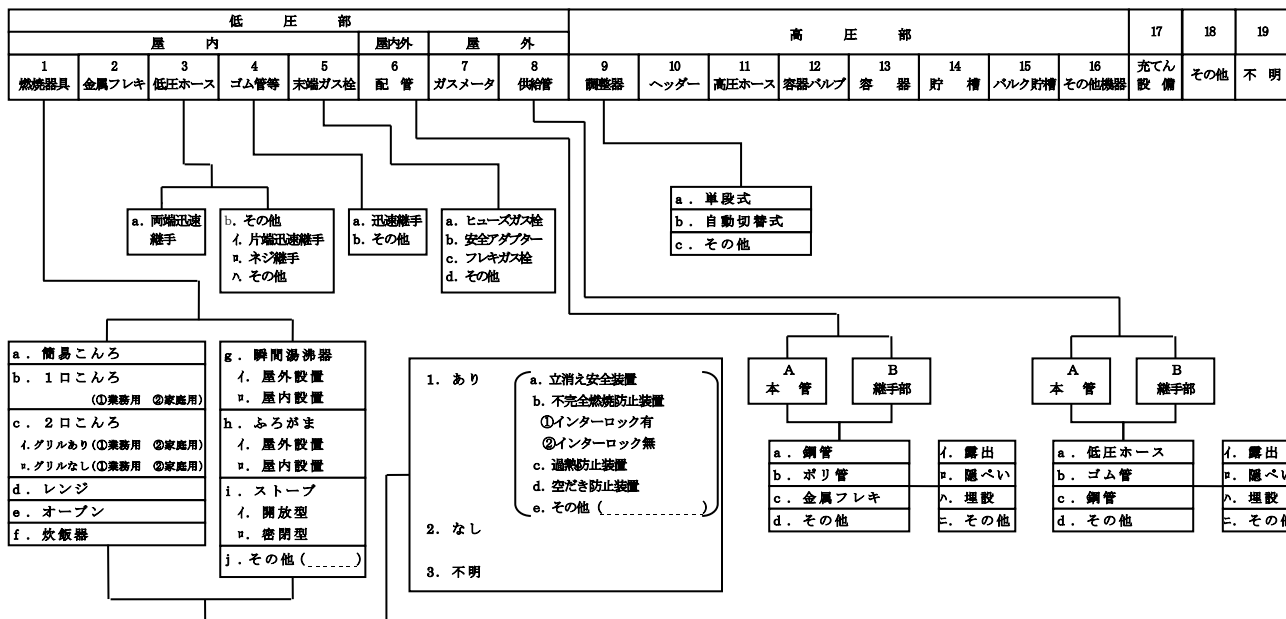 低 圧 部
高 圧 部
17
18
19
屋 内
屋内外
屋 外
1 燃焼器具
2 金属フレキ
3 低圧ホース
4 ゴム管等
5 末端ガス栓
6 配 管
7 ガスメータ
8 供給管
9 調整器
10 ヘッダー
11 高圧ホース
12 容器バルブ
13 容 器
14 貯 槽
15 バルク貯槽
16 その他機器
充てん設 備
その他
不 明
a. 両端迅速
継手
b. その他
イ. 片端迅速継手
ロ. ネジ継手
ハ. その他
a. 迅速継手
b. その他
a. ヒューズガス栓
b. 安全アダプター
c. フレキガス栓
d. その他
a. 単段式
b. 自動切替式
c. その他
a. 簡易こんろ
b. 1口こんろ
(①業務用 ②家庭用)
c. 2口こんろ
イ.グリルあり(①業務用 ②家庭用)
ロ.グリルなし(①業務用 ②家庭用)
d. レンジ
e. オーブン
f. 炊飯器
g. 瞬間湯沸器
イ. 屋外設置
ロ. 屋内設置
h. ふろがま
イ. 屋外設置
ロ. 屋内設置
i. ストーブ
イ. 開放型
ロ. 密閉型
j. その他( )
1. あり
a. 立消え安全装置
b. 不完全燃焼防止装置
①インターロック有
②インターロック無
c. 過熱防止装置
d. 空だき防止装置
e. その他( )
2. なし
3. 不明
A
本 管
B
継手部
a. 鋼管
b. ポリ管
c. 金属フレキ
d. その他
イ. 露出
ロ. 隠ぺい
ハ. 埋設
ニ. その他
A
本 管
B
継手部
a. 低圧ホース
b. ゴム管
c. 鋼管
d. その他
イ. 露出
ロ. 隠ぺい
ハ. 埋設
ニ. その他